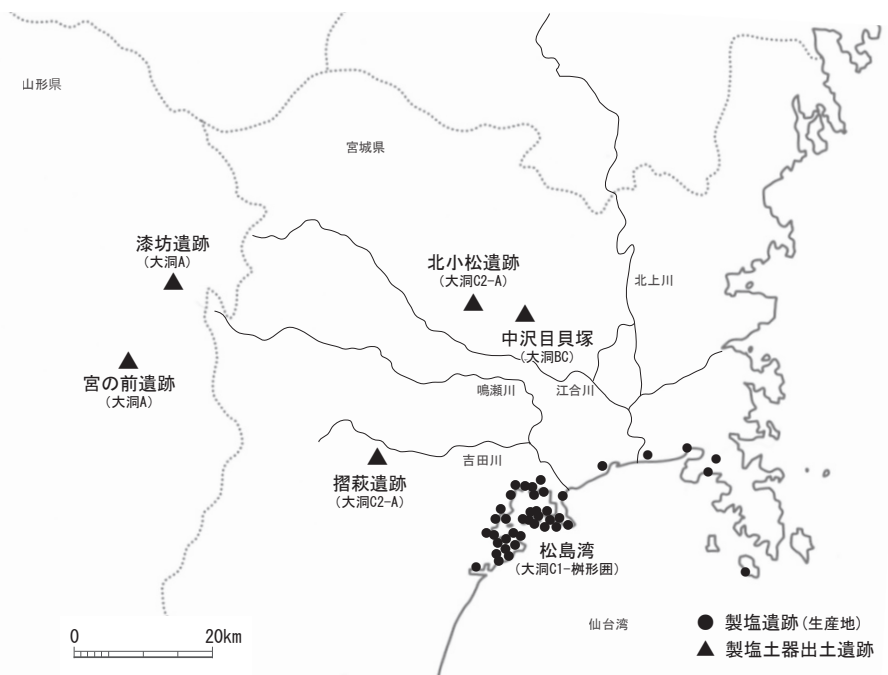 山形県
宮城県
漆坊遺跡
(大洞A)
北小松遺跡
(大洞C2-A)
北上川
中沢目貝塚
(大洞BC)
宮の前遺跡
(大洞A)
鳴瀬川
江合川
吉田川
摺萩遺跡
(大洞C2-A)
松島湾
(大洞C1-桝形囲)
仙台湾
製塩遺跡(生産地)
製塩土器出土遺跡
0 20km